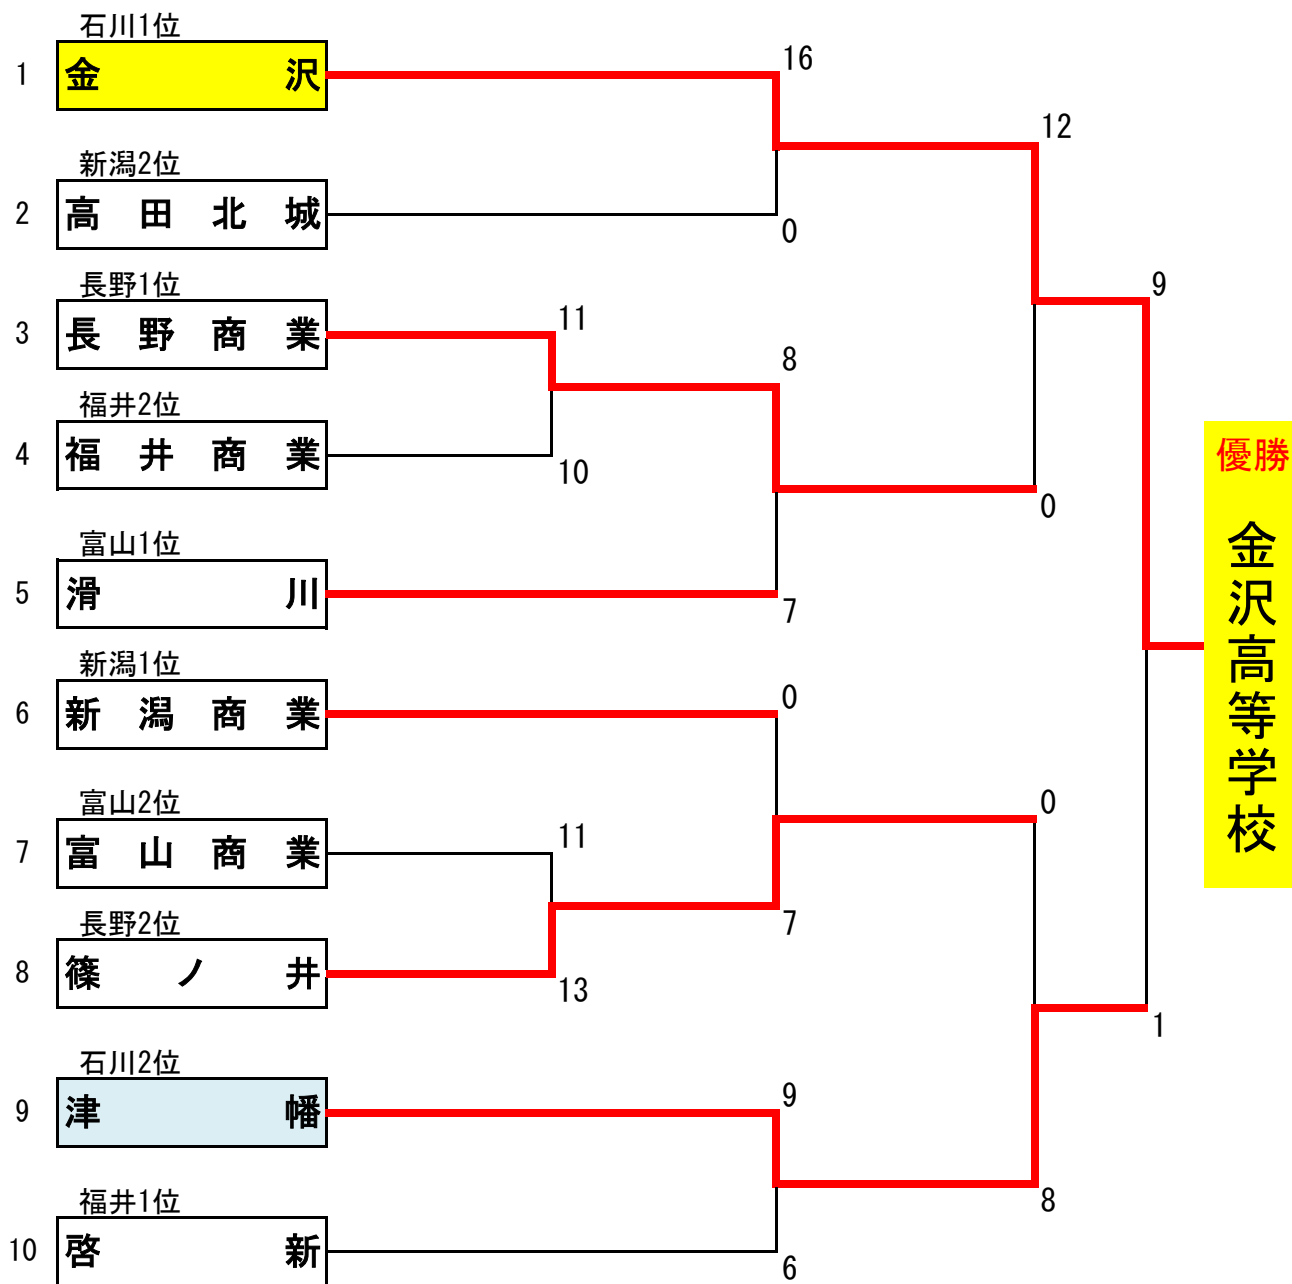 石川1位
1 金沢
16
12
新潟2位
2 高田北城
0
長野1位
3 長野商業
11
8
9
福井2位
4 福井商業
10
0
富山1位
5 滑川
7
新潟1位
6 新潟商業
0
富山2位
7 富山商業
11
0
7
長野2位
8 篠ノ井
13
1
石川2位
9 津幡
9
8
福井1位
10 啓新
6
優勝
金沢高等学校